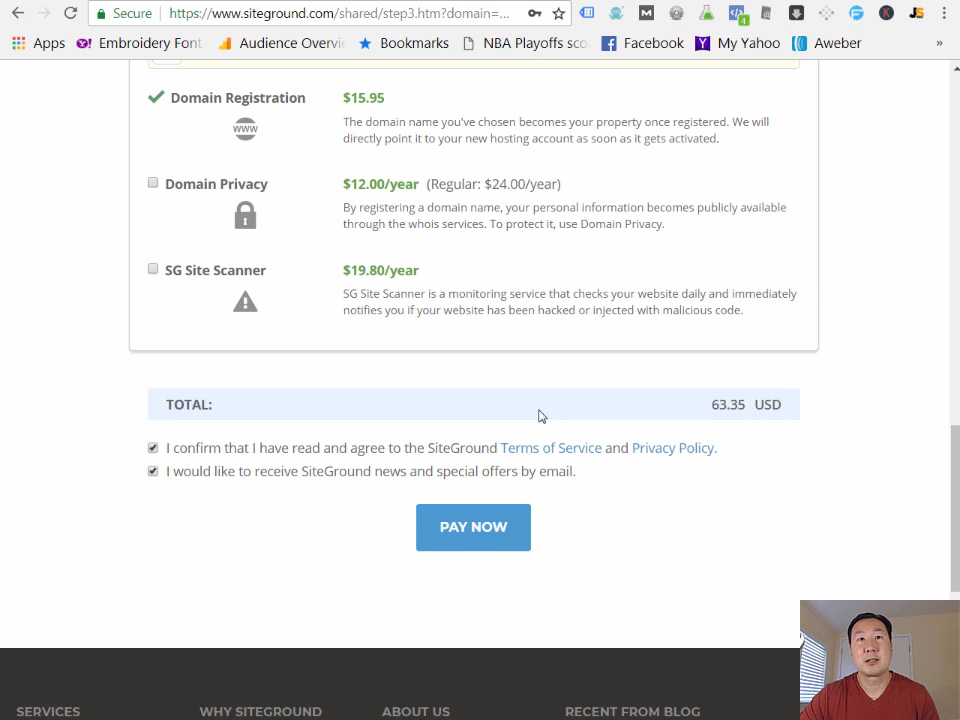 Secure https://www.siteground.com/shared/step3.htm?domain=...
4
M
K
JS
Apps Embroidery Font Audience Overvi Bookmarks NBA Playoffs sco Facebook My Yahoo Aweber »
Domain Registration $15.95
www
The domain name you've chosen becomes your property once registered. We will
directly point it to your new hosting account as soon as it gets activated.
Domain Privacy $12.00/year (Regular: $24.00/year)
By registering a domain name, your personal information becomes publicly available
through the whois services. To protect it, use Domain Privacy.
SG Site Scanner $19.80/year
SG Site Scanner is a monitoring service that checks your website daily and immediately
notifies you if your website has been hacked or injected with malicious code.
TOTAL: 63.35 USD
I confirm that I have read and agree to the SiteGround Terms of Service and Privacy Policy.
I would like to receive SiteGround news and special offers by email.
PAY NOW
SERVICES WHY SITEGROUND ABOUT US RECENT FROM BLOG